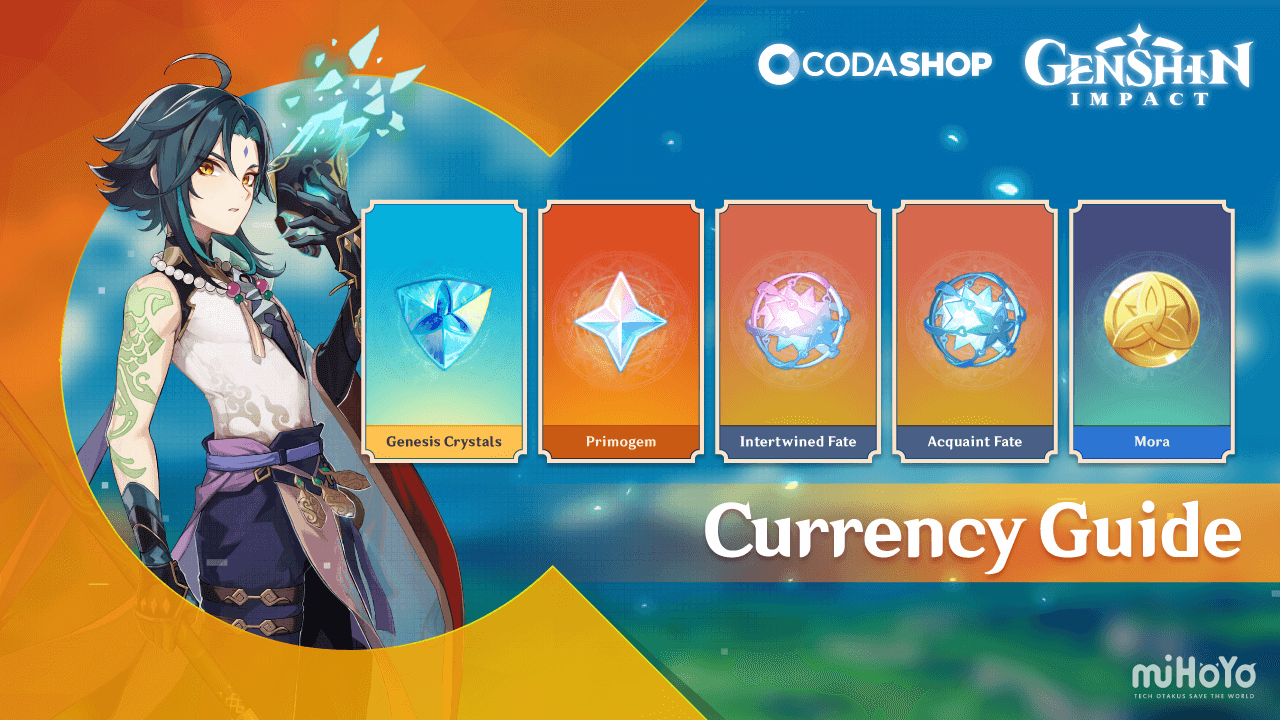 CODASHOP
GENSHIN
IMPACT
Genesis Crystals
Primogem
Intertwined Fate
Acquaint Fate
Mora
Currency Guide
miHoYo
TECH OTAKUS SAVE THE WORLD